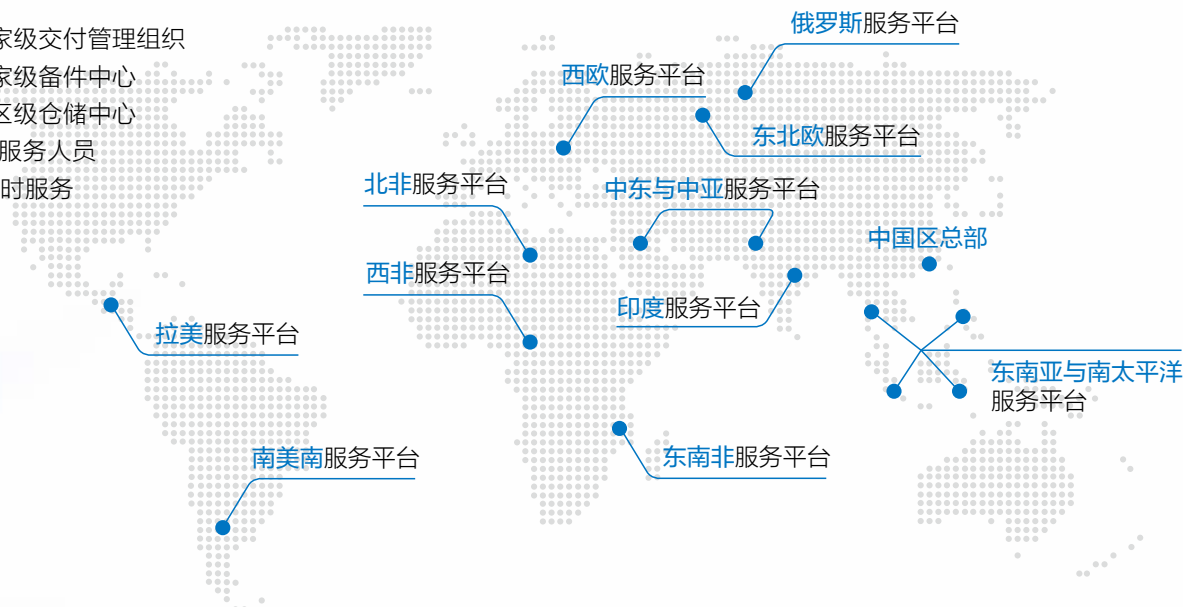 家级交付管理组织
家级备件中心
区级仓储中心
服务人员
时服务
俄罗斯服务平台
西欧服务平台
东北欧服务平台
北非服务平台
中东与中亚服务平台
中国区总部
西非服务平台
印度服务平台
拉美服务平台
东南亚与南太平洋
服务平台
南美南服务平台
东南非服务平台